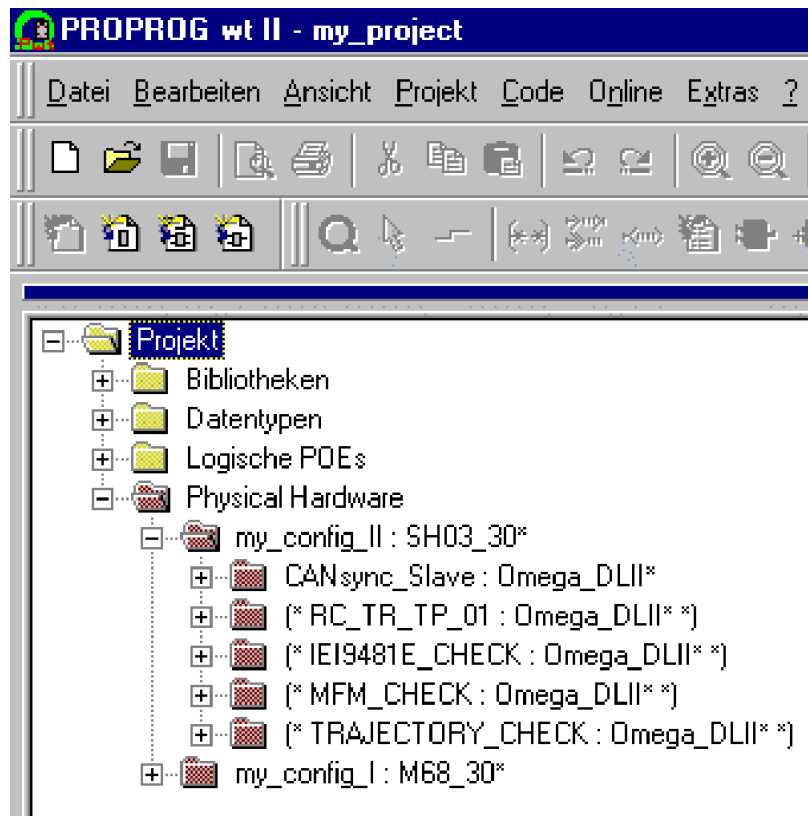 PROPROG wt II - my_project
Datei Bearbeiten Ansicht Projekt Code Online Extras ?
Projekt
Bibliotheken
Datentypen
Logische POEs
Physical Hardware
my_config_II : SH03_30*
CANsync_Slave : Omega_DLII*
(* RC_TR_TP_01 : Omega_DLII* *)
(* IEI9481E_CHECK : Omega_DLII* *)
(* MFM_CHECK : Omega_DLII* *)
(* TRAJECTORY_CHECK : Omega_DLII* *)
my_config_I : M68_30*